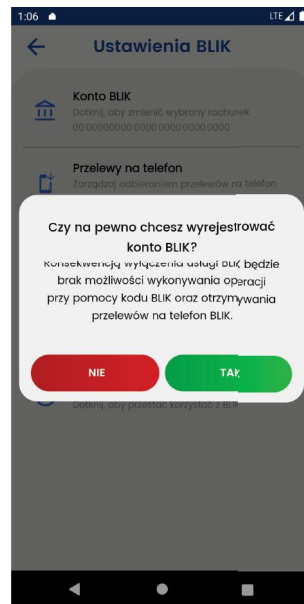 1:06 LTE
Ustawienia BLIK
Konto BLIK
Dotknij, aby zmienić wybrany rachunek
00 0000 0000 0000 0000 0000 0000
Przelewy na telefon
Zarządzaj odbieraniem przelewów na telefon
Czy na pewno chcesz wyrejestrować
konto BLIK?
Konsekwencją wyłączenia usługi BLIK będzie
brak możliwości wykonywania operacji
przy pomocy kodu BLIK oraz otrzymywania
przelewów na telefon BLIK.
NIE TAK
Dotknij, aby przestać korzystać z BLIK